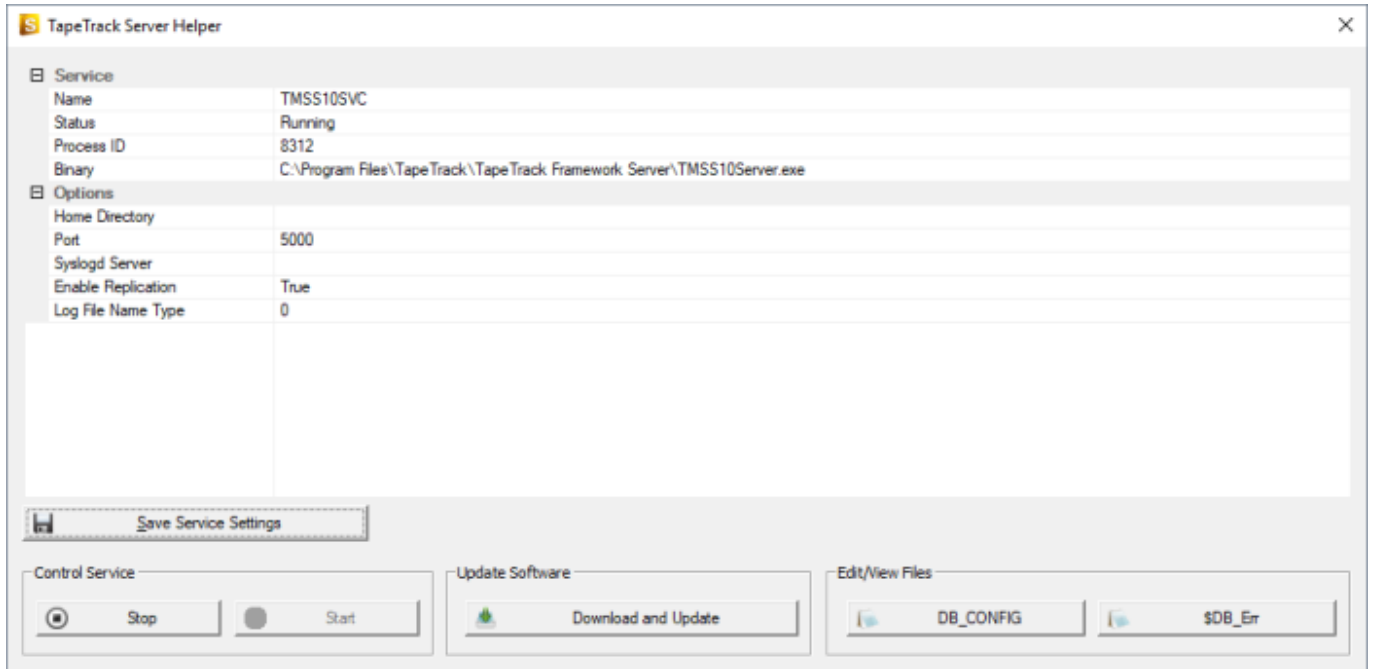 TapeTrack Server Helper
Service
Name TMSS10SVC
Status Running
Process ID 8312
Binary C:\Program Files\TapeTrack\TapeTrack Framework Server\TMSS10Server.exe
Options
Home Directory
Port 5000
Syslogd Server
Enable Replication True
Log File Name Type 0
Save Service Settings
Control Service Update Software Edit/View Files
Stop Start Download and Update DB_CONFIG $DB_Err